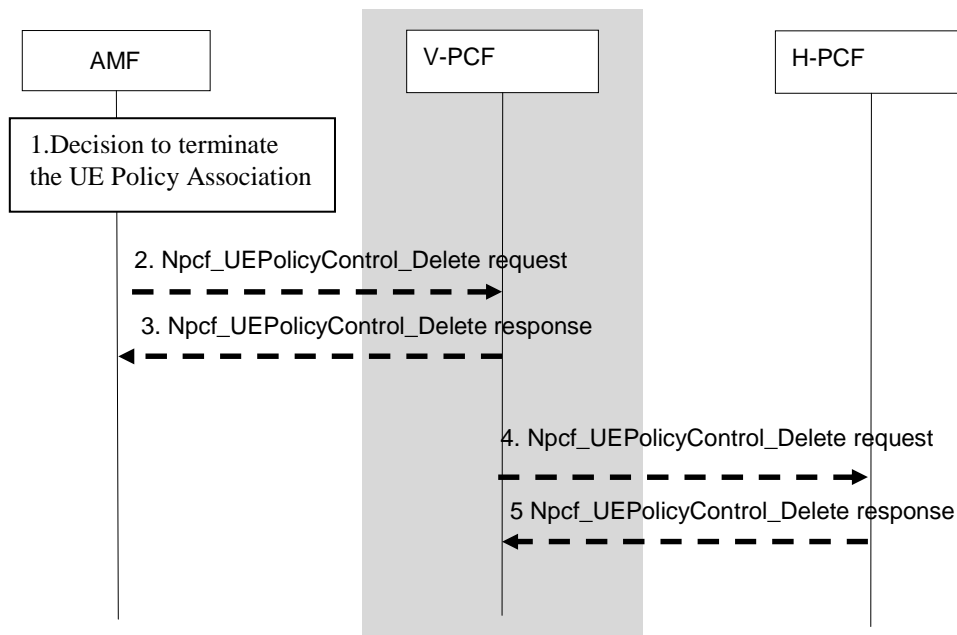 AMF
V-PCF
H-PCF
1.Decision to terminate
the UE Policy Association
2. Npcf_UEPolicyControl_Delete request
3. Npcf_UEPolicyControl_Delete response
4. Npcf_UEPolicyControl_Delete request
5 Npcf_UEPolicyControl_Delete response